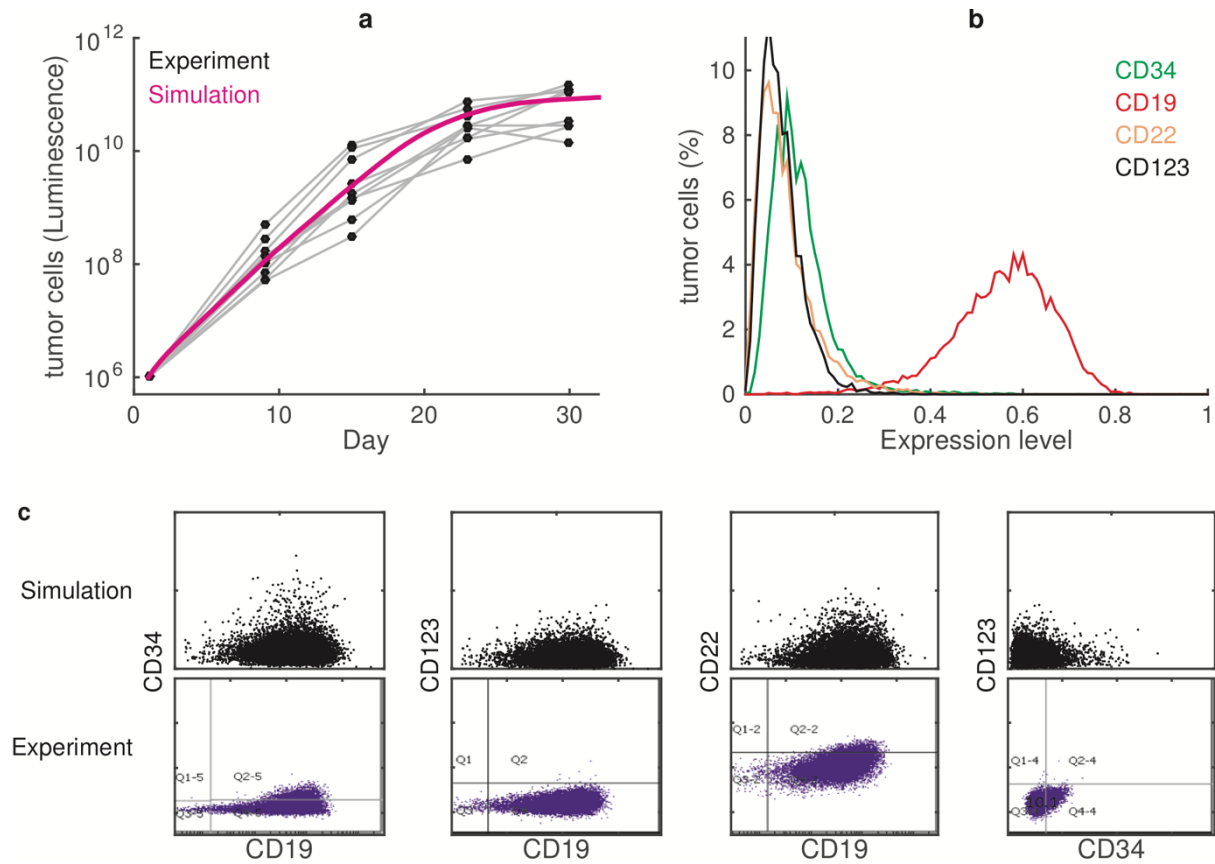 a
tumor cells (Luminescence)
10^12
10^10
10^8
10^6
Experiment
Simulation
0
10
20
30
Day
b
tumor cells (%)
10
8
6
4
2
0
CD34
CD19
CD22
CD123
0
0.2
0.4
0.6
0.8
1
Expression level
c
Simulation
CD34
CD123
CD22
CD123
Experiment
Q1-5
Q2-5
Q1
Q2
Q1-2
Q2-2
Q1-4
Q2-4
Q4-4
CD19
CD19
CD19
CD34